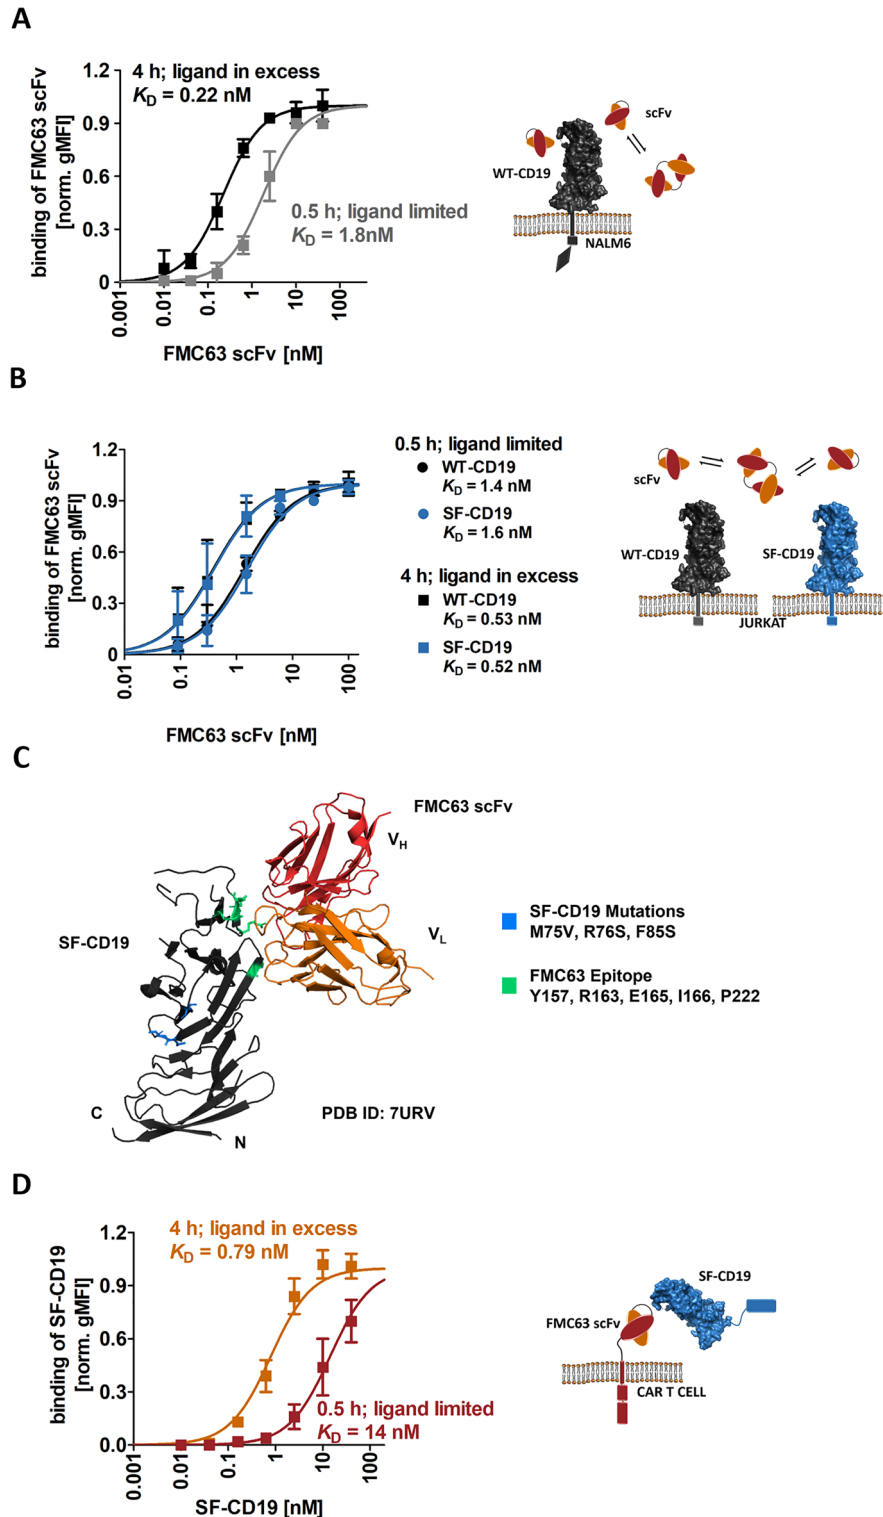 A
4 h; ligand in excess
KD = 0.22 nM
1.2
0.9
0.6
0.3
0
binding of FMC63 scFv
[norm. gMFI]
0.5 h; ligand limited
KD = 1.8nM
0.001
0.01
0.1
1
10
100
FMC63 scFv [nM]
scFv
WT-CD19
NALM6
B
1.2
0.9
0.6
0.3
0
binding of FMC63 scFv
[norm. gMFI]
0.01
0.1
1
10
100
FMC63 scFv [nM]
0.5 h; ligand limited
WT-CD19
KD = 1.4 nM
SF-CD19
KD = 1.6 nM
4 h; ligand in excess
WT-CD19
KD = 0.53 nM
SF-CD19
KD = 0.52 nM
scFv
WT-CD19
SF-CD19
JURKAT
C
FMC63 scFv
VH
VL
SF-CD19
C
N
PDB ID: 7URV
SF-CD19 Mutations
M75V, R76S, F85S
FMC63 Epitope
Y157, R163, E165, I166, P222
D
4 h; ligand in excess
KD = 0.79 nM
1.2
0.9
0.6
0.3
0.0
binding of SF-CD19
[norm. gMFI]
0.5 h; ligand limited
KD = 14 nM
0.001
0.01
0.1
1
10
100
SF-CD19 [nM]
SF-CD19
FMC63 scFv
CAR T CELL